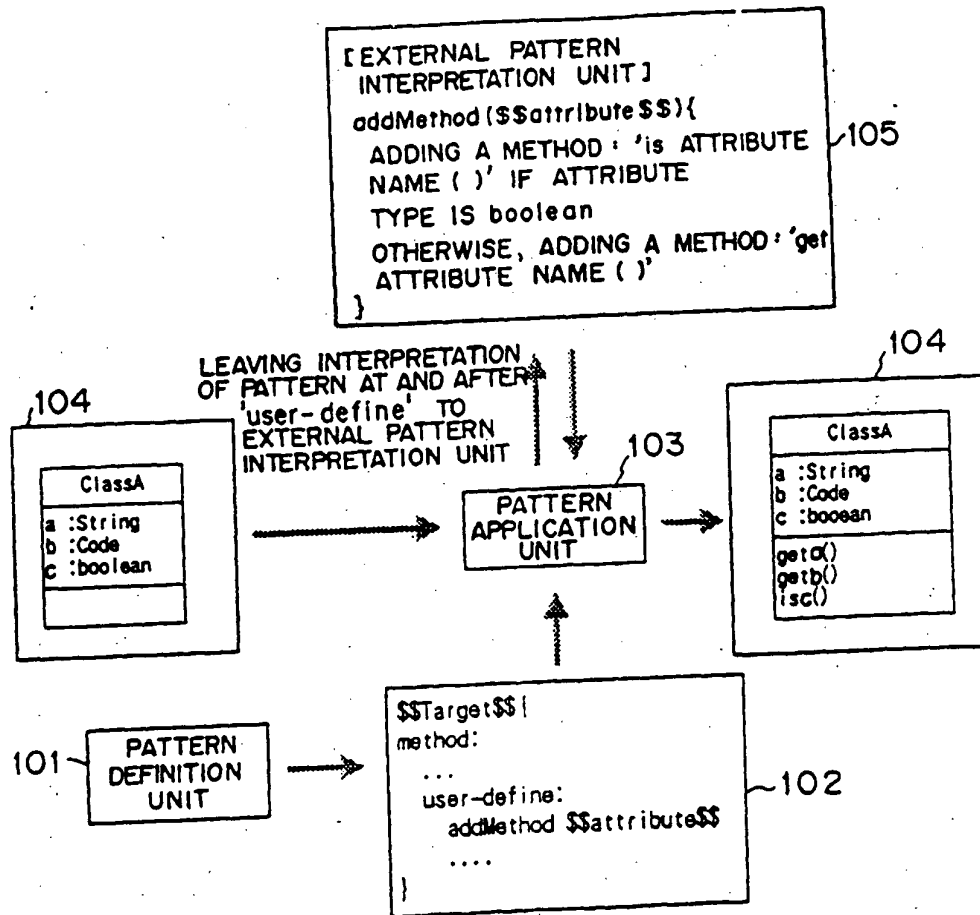 [EXTERNAL PATTERN
INTERPRETATION UNIT]
addMethod($$attribute$$){
ADDING A METHOD: 'is ATTRIBUTE
NAME ( )' IF ATTRIBUTE
TYPE IS boolean
OTHERWISE, ADDING A METHOD: 'get
ATTRIBUTE NAME ( )'
}
105
LEAVING INTERPRETATION
OF PATTERN AT AND AFTER
'user-define' TO
EXTERNAL PATTERN
INTERPRETATION UNIT
104
ClassA
a :String
b :Code
c :boolean
103
PATTERN
APPLICATION
UNIT
104
ClassA
a :String
b :Code
c :booean
geta()
getb()
isc()
101
PATTERN
DEFINITION
UNIT
$$Target$${
method:
...
user-define:
addMethod $$attribute$$
....
}
102